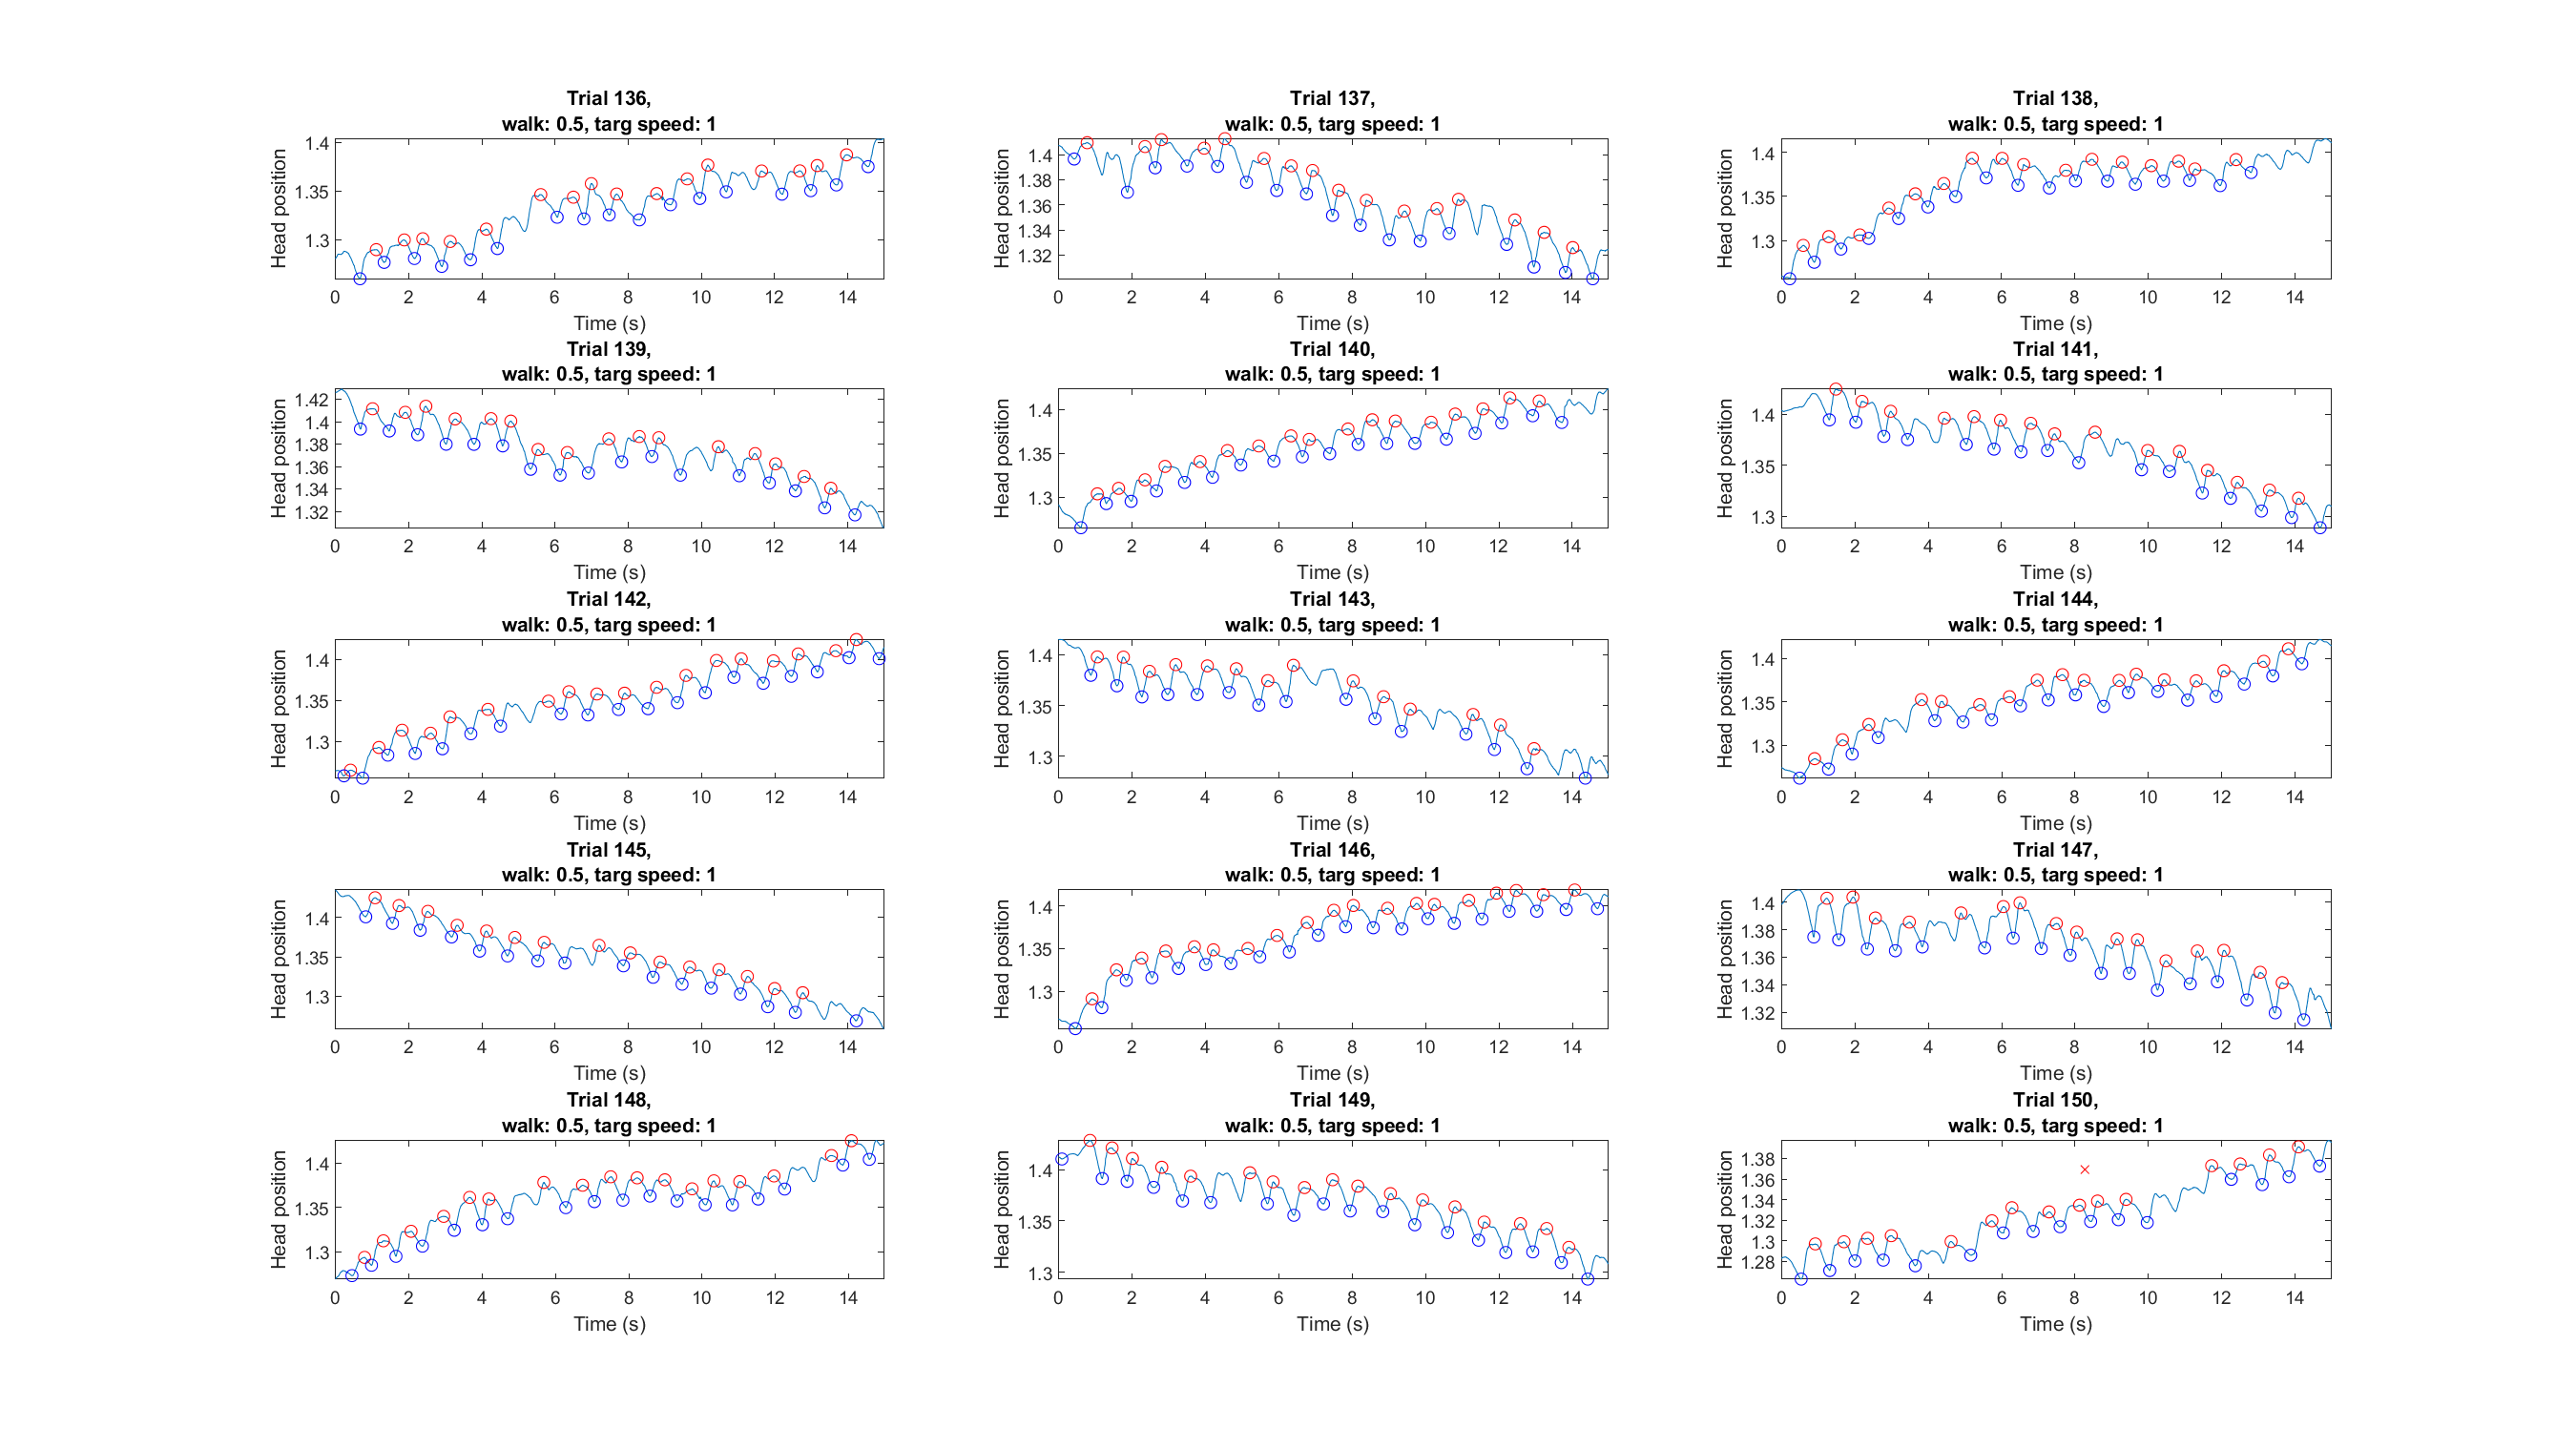 Trial 136,
walk: 0.5, targ speed: 1
Head position
1.4
1.35
1.3
0 2 4 6 8 10 12 14
Time (s)
Trial 137,
walk: 0.5, targ speed: 1
Head position
1.4
1.38
1.36
1.34
1.32
0 2 4 6 8 10 12 14
Time (s)
Trial 138,
walk: 0.5, targ speed: 1
Head position
1.4
1.35
1.3
0 2 4 6 8 10 12 14
Time (s)
Trial 139,
walk: 0.5, targ speed: 1
Head position
1.42
1.4
1.38
1.36
1.34
1.32
0 2 4 6 8 10 12 14
Time (s)
Trial 140,
walk: 0.5, targ speed: 1
Head position
1.4
1.35
1.3
0 2 4 6 8 10 12 14
Time (s)
Trial 141,
walk: 0.5, targ speed: 1
Head position
1.4
1.35
1.3
0 2 4 6 8 10 12 14
Time (s)
Trial 142,
walk: 0.5, targ speed: 1
Head position
1.4
1.35
1.3
0 2 4 6 8 10 12 14
Time (s)
Trial 143,
walk: 0.5, targ speed: 1
Head position
1.4
1.35
1.3
0 2 4 6 8 10 12 14
Time (s)
Trial 144,
walk: 0.5, targ speed: 1
Head position
1.4
1.35
1.3
0 2 4 6 8 10 12 14
Time (s)
Trial 145,
walk: 0.5, targ speed: 1
Head position
1.4
1.35
1.3
0 2 4 6 8 10 12 14
Time (s)
Trial 146,
walk: 0.5, targ speed: 1
Head position
1.4
1.35
1.3
0 2 4 6 8 10 12 14
Time (s)
Trial 147,
walk: 0.5, targ speed: 1
Head position
1.4
1.38
1.36
1.34
1.32
0 2 4 6 8 10 12 14
Time (s)
Trial 148,
walk: 0.5, targ speed: 1
Head position
1.4
1.35
1.3
0 2 4 6 8 10 12 14
Time (s)
Trial 149,
walk: 0.5, targ speed: 1
Head position
1.4
1.35
1.3
0 2 4 6 8 10 12 14
Time (s)
Trial 150,
walk: 0.5, targ speed: 1
Head position
1.38
1.36
1.34
1.32
1.3
1.28
0 2 4 6 8 10 12 14
Time (s)